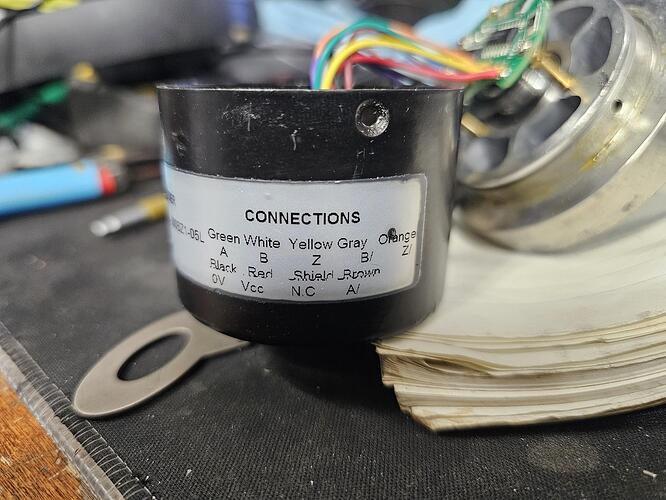 CONNECTIONS
Green White Yellow Gray Orange
A B Z B/ Z/
Black Red Shield Brown
0V Vcc N.C A/